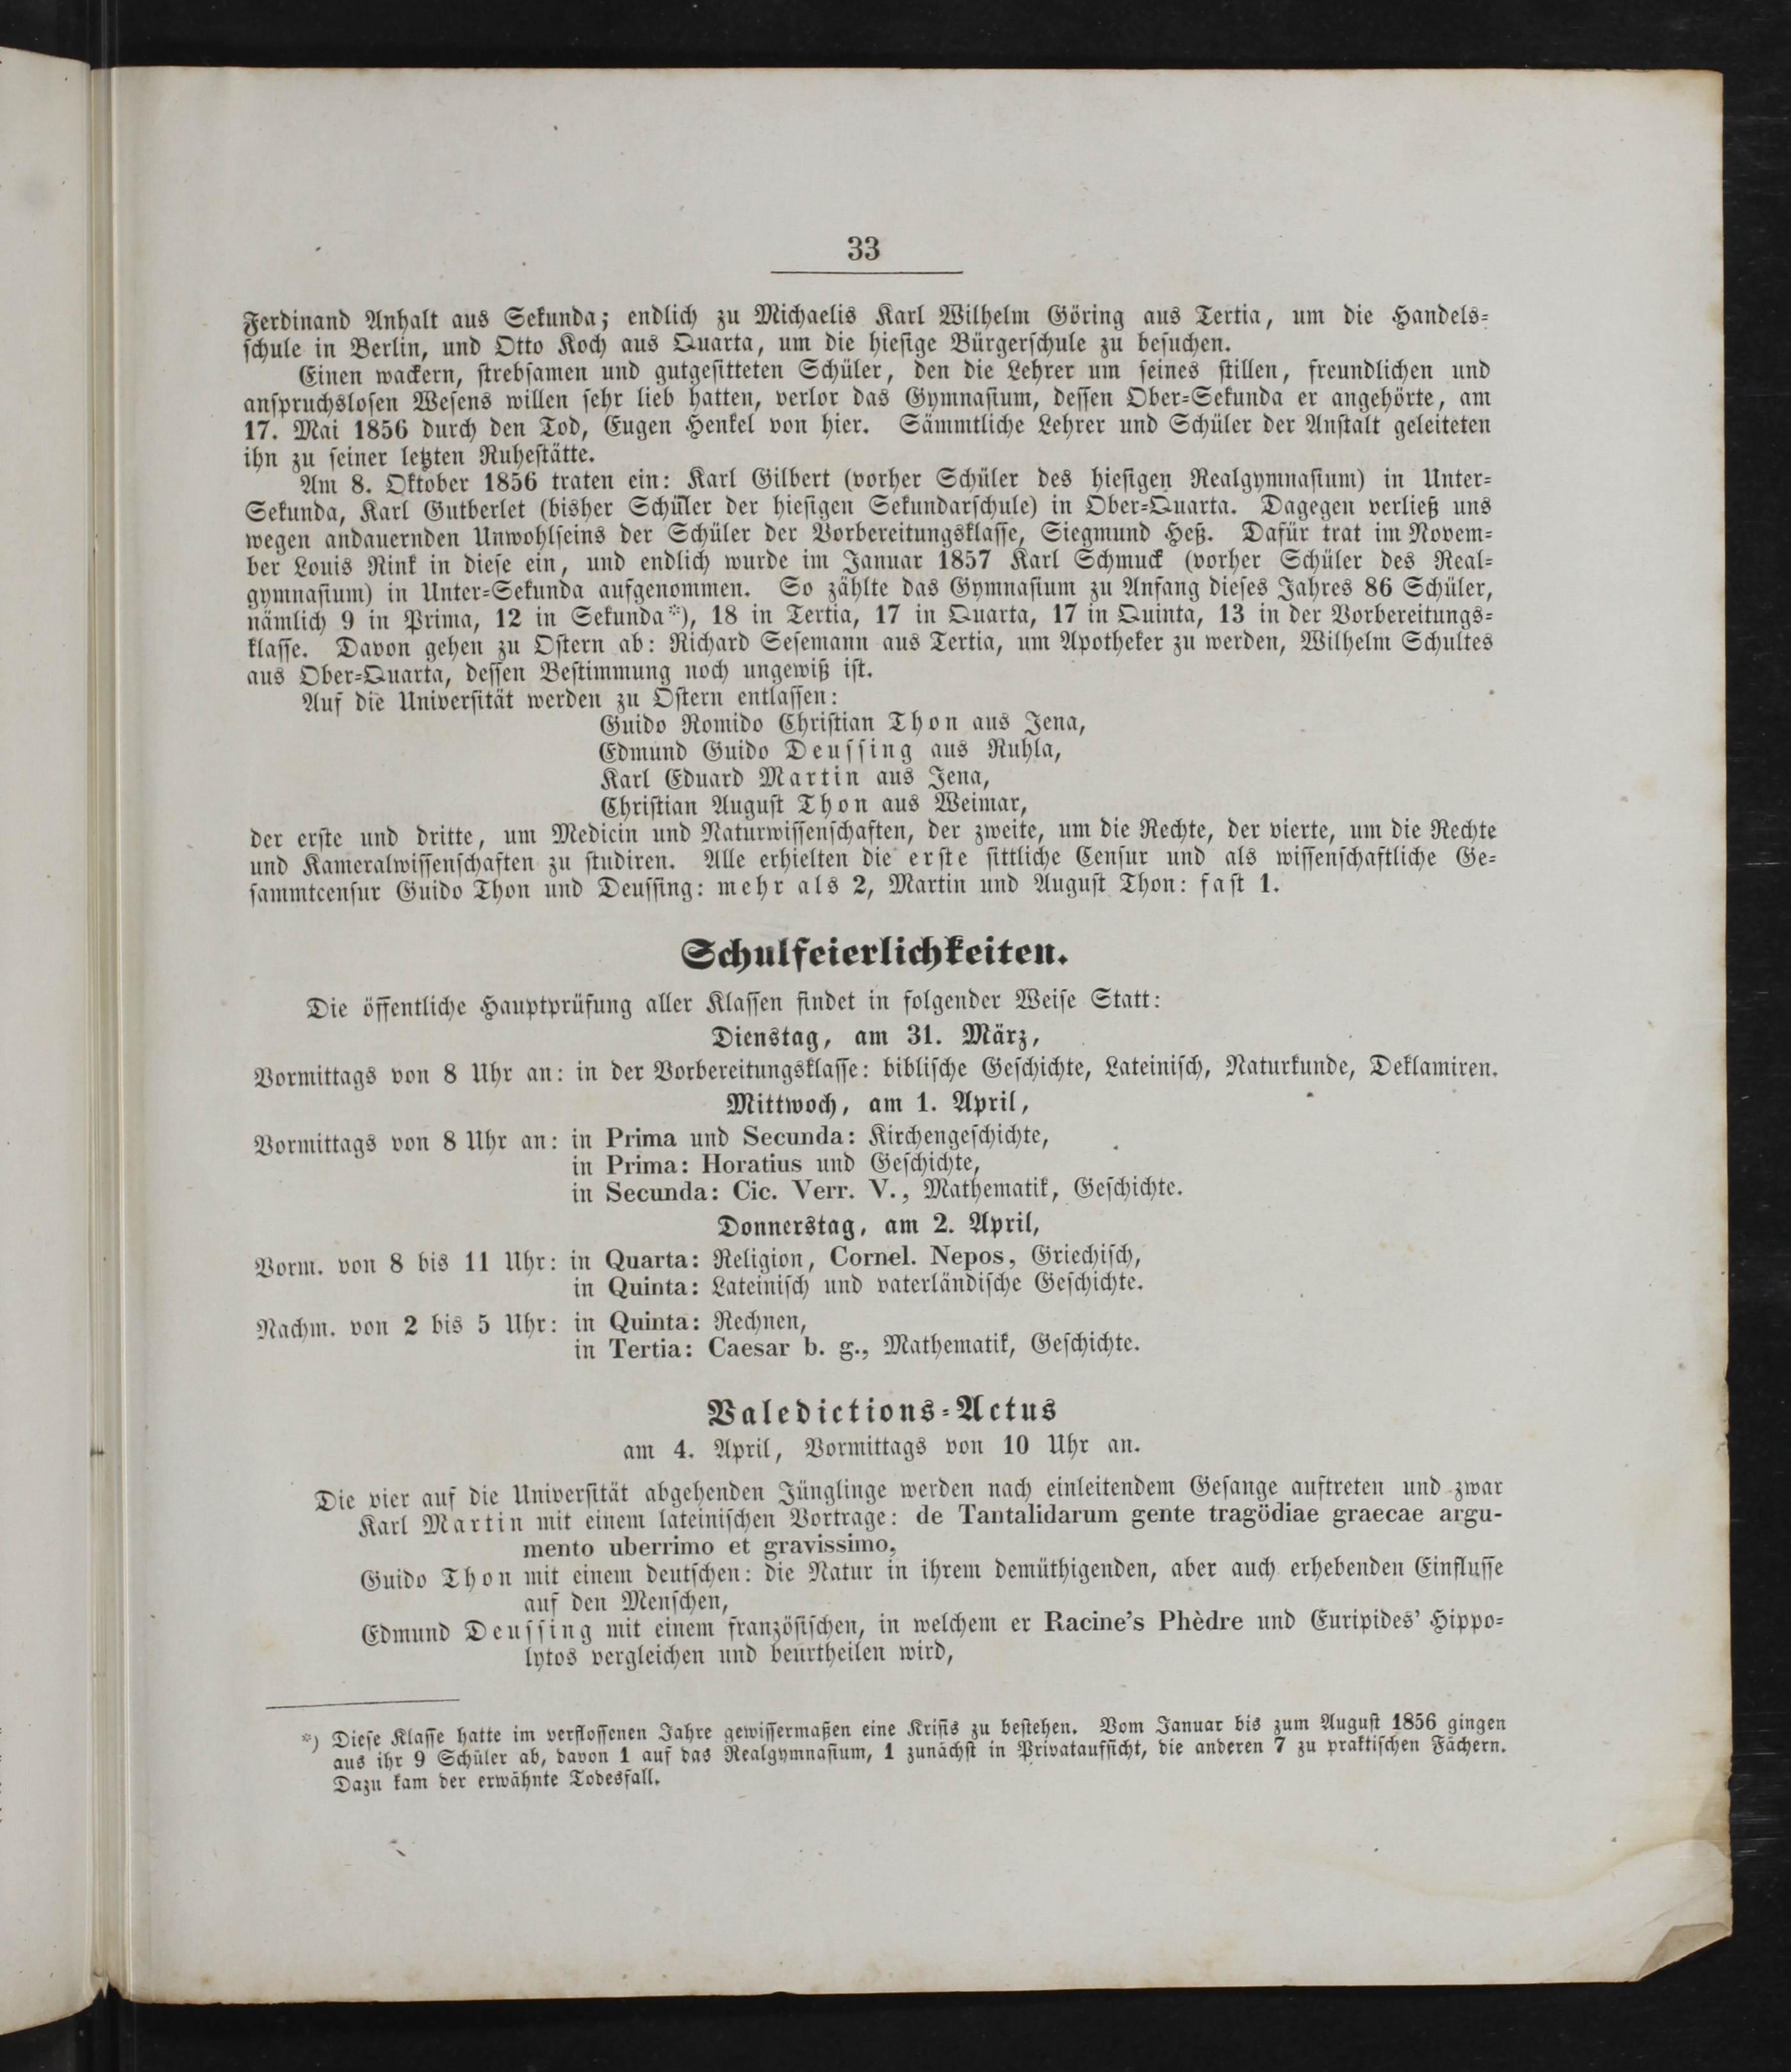 33
Ferdinand Anhalt aus Sekunda; endlich zu Michaelis Karl Wilhelm Göring aus Tertia, um die Handels-
schule in Berlin, und Otto Koch aus Quarta, um die hiesige Bürgerschule zu besuchen.
Einen wackern, strebsamen und gutgesitteten Schüler, den die Lehrer um seines stillen, freundlichen und
anspruchslosen Wesens willen sehr lieb hatten, verlor das Gymnasium, dessen Ober-Sekunda er angehörte, am
17. Mai 1856 durch den Tod, Eugen Henkel von hier. Sämmtliche Lehrer und Schüler der Anstalt geleiteten
ihn zu seiner letzten Ruhestätte.
Am 8. Oktober 1856 traten ein: Karl Gilbert (vorher Schüler des hiesigen Realgymnasium) in Unter-
Sekunda, Karl Gutberlet (bisher Schüler der hiesigen Sekundarschule) in Ober-Quarta. Dagegen verließ uns
wegen andauernden Unwohlseins der Schüler der Vorbereitungsklasse, Siegmund Heß. Dafür trat im Novem-
ber Louis Rink in diese ein, und endlich wurde im Januar 1857 Karl Schmuck (vorher Schüler des Real-
gymnasium) in Unter-Sekunda aufgenommen. So zählte das Gymnasium zu Anfang dieses Jahres 86 Schüler,
nämlich 9 in Prima, 12 in Sekunda*), 18 in Tertia, 17 in Quarta, 17 in Quinta, 13 in der Vorbereitungs-
klasse. Davon gehen zu Ostern ab: Richard Sesemann aus Tertia, um Apotheker zu werden, Wilhelm Schultes
aus Ober-Quarta, dessen Bestimmung noch ungewiß ist.
Auf die Universität werden zu Ostern entlassen:
Guido Romido Christian Thon aus Jena,
Edmund Guido Deussing aus Ruhla,
Karl Eduard Martin aus Jena,
Christian August Thon aus Weimar,
der erste und dritte, um Medicin und Naturwissenschaften, der zweite, um die Rechte, der vierte, um die Rechte
und Kameralwissenschaften zu studiren. Alle erhielten die erste sittliche Censur und als wissenschaftliche Ge-
sammtcensur Guido Thon und Deussing: mehr als 2, Martin und August Thon: fast 1.
Schulfeierlichkeiten.
Die öffentliche Hauptprüfung aller Klassen findet in folgender Weise Statt:
Dienstag, am 31. März,
Vormittags von 8 Uhr an: in der Vorbereitungsklasse: biblische Geschichte, Lateinisch, Naturkunde, Deklamiren.
Mittwoch, am 1. April,
Vormittags von 8 Uhr an: in Prima und Secunda: Kirchengeschichte,
in Prima: Horatius und Geschichte,
in Secunda: Cic. Verr. V., Mathematik, Geschichte.
Donnerstag, am 2. April,
Vorm. von 8 bis 11 Uhr: in Quarta: Religion, Cornel. Nepos, Griechisch,
in Quinta: Lateinisch und vaterländische Geschichte.
Nachm. von 2 bis 5 Uhr: in Quinta: Rechnen,
in Tertia: Caesar b. g., Mathematik, Geschichte.
Valedictions-Actus
am 4. April, Vormittags von 10 Uhr an.
Die vier auf die Universität abgehenden Jünglinge werden nach einleitendem Gesange auftreten und zwar
Karl Martin mit einem lateinischen Vortrage: de Tantalidarum gente tragödiae graecae argu-
mento uberrimo et gravissimo,
Guido Thon mit einem deutschen: die Natur in ihrem demüthigenden, aber auch erhebenden Einflusse
auf den Menschen,
Edmund Deussing mit einem französischen, in welchem er Racine's Phèdre und Euripides' Hippo-
lytos vergleichen und beurtheilen wird,
*) Diese Klasse hatte im verflossenen Jahre gewissermaßen eine Krisis zu bestehen. Vom Januar bis zum August 1856 gingen
aus ihr 9 Schüler ab, davon 1 auf das Realgymnasium, 1 zunächst in Privataufsicht, die anderen 7 zu praktischen Fächern.
Dazu kam der erwähnte Todesfall.